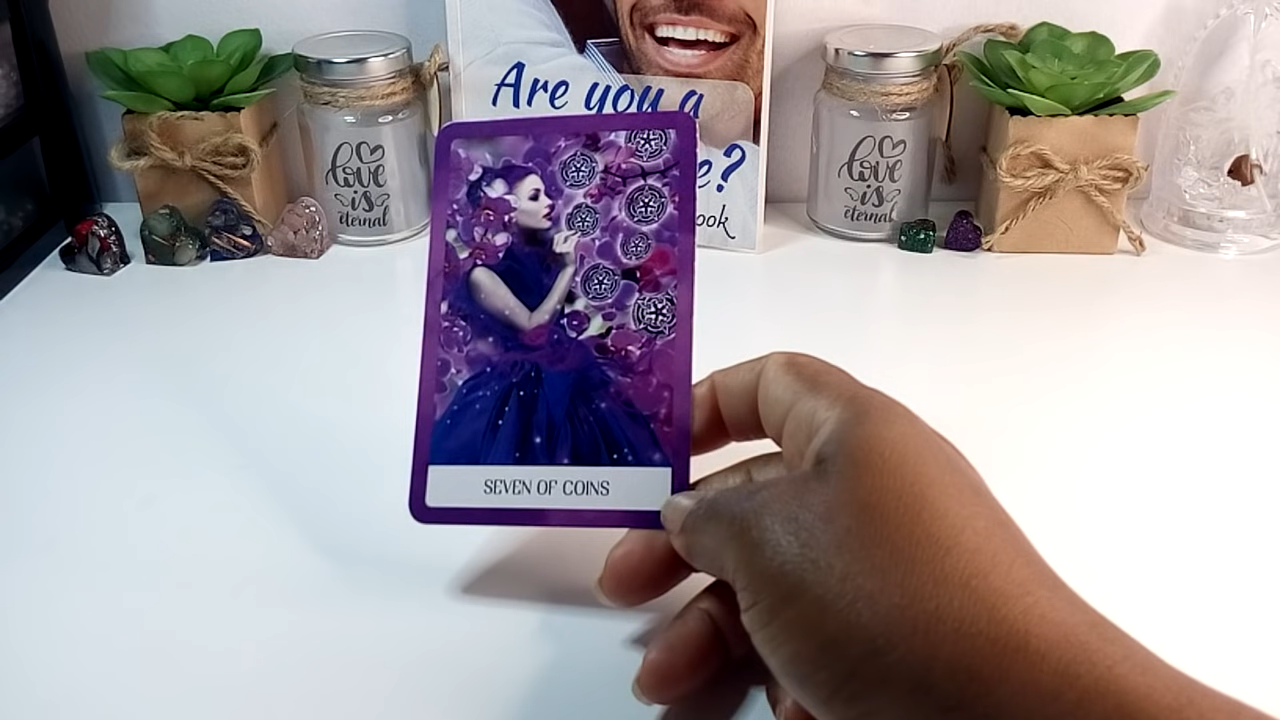 Are you a
e?
ook
love
is
eternal
love
is
eternal
SEVEN OF COINS